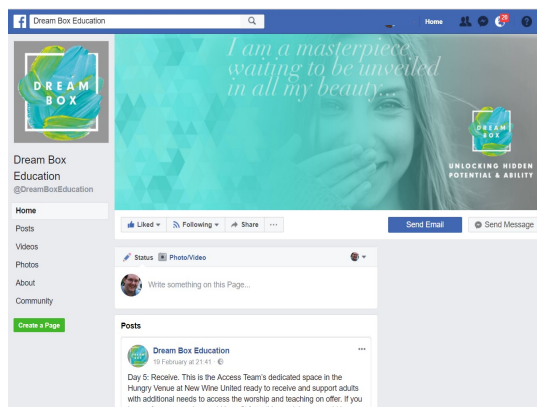 Dream Box Education
Home
20
DREAM
BOX
I am a masterpiece
waiting to be unveiled
in all my beauty...
DREAM
BOX
UNLOCKING HIDDEN
POTENTIAL & ABILITY
Dream Box
Education
@DreamBoxEducation
Home
Posts
Videos
Photos
About
Community
Create a Page
Liked
Following
Share
Send Email
Send Message
Status
Photo/Video
Write something on this Page...
Posts
Dream Box Education
19 February at 21:41
Day 5: Receive. This is the Access Team's dedicated space in the
Hungry Venue at New Wine United ready to receive and support adults
with additional needs to access the worship and teaching on offer. If you